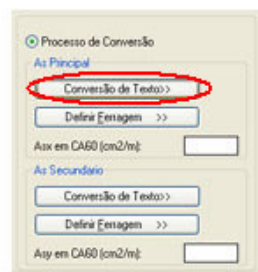 Processo de Conversão
As Principal
Conversão de Texto>>
Definir Ferragem >>
Asx em CA60 (cm2/m):
As Secundário
Conversão de Texto>>
Definir Ferragem >>
Asy em CA60 (cm2/m):